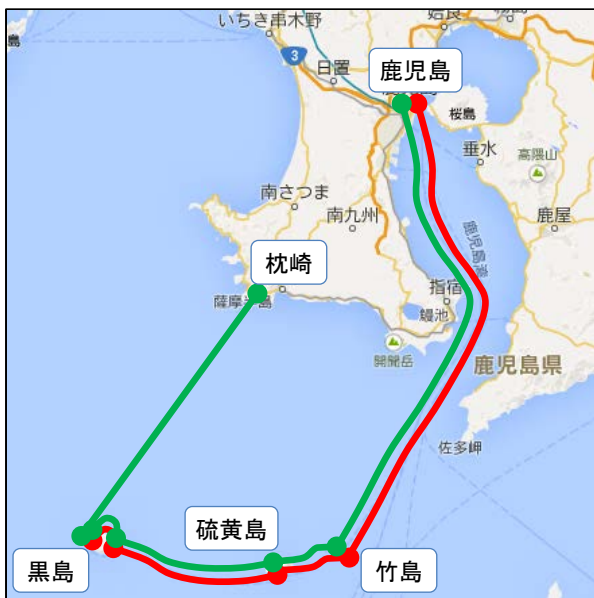 いちき串木野
姶良
3
日置
鹿児島
桜島
垂水
高隈山
南さつま
南九州
鹿屋
鹿児島湾
枕崎
指宿
薩摩半島
鰻池
開聞岳
鹿児島県
佐多岬
硫黄島
黒島
竹島